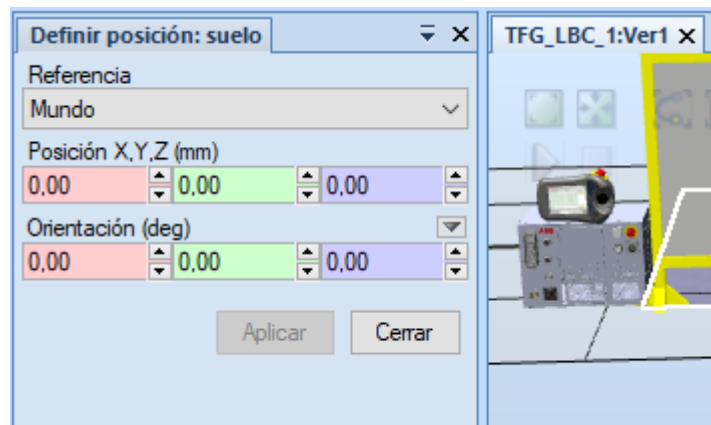 Definir posición: suelo
TFG_LBC_1:Ver1
Referencia
Mundo
Posición X,Y,Z (mm)
0,00 0,00 0,00
Orientación (deg)
0,00 0,00 0,00
Aplicar Cerrar
ABB